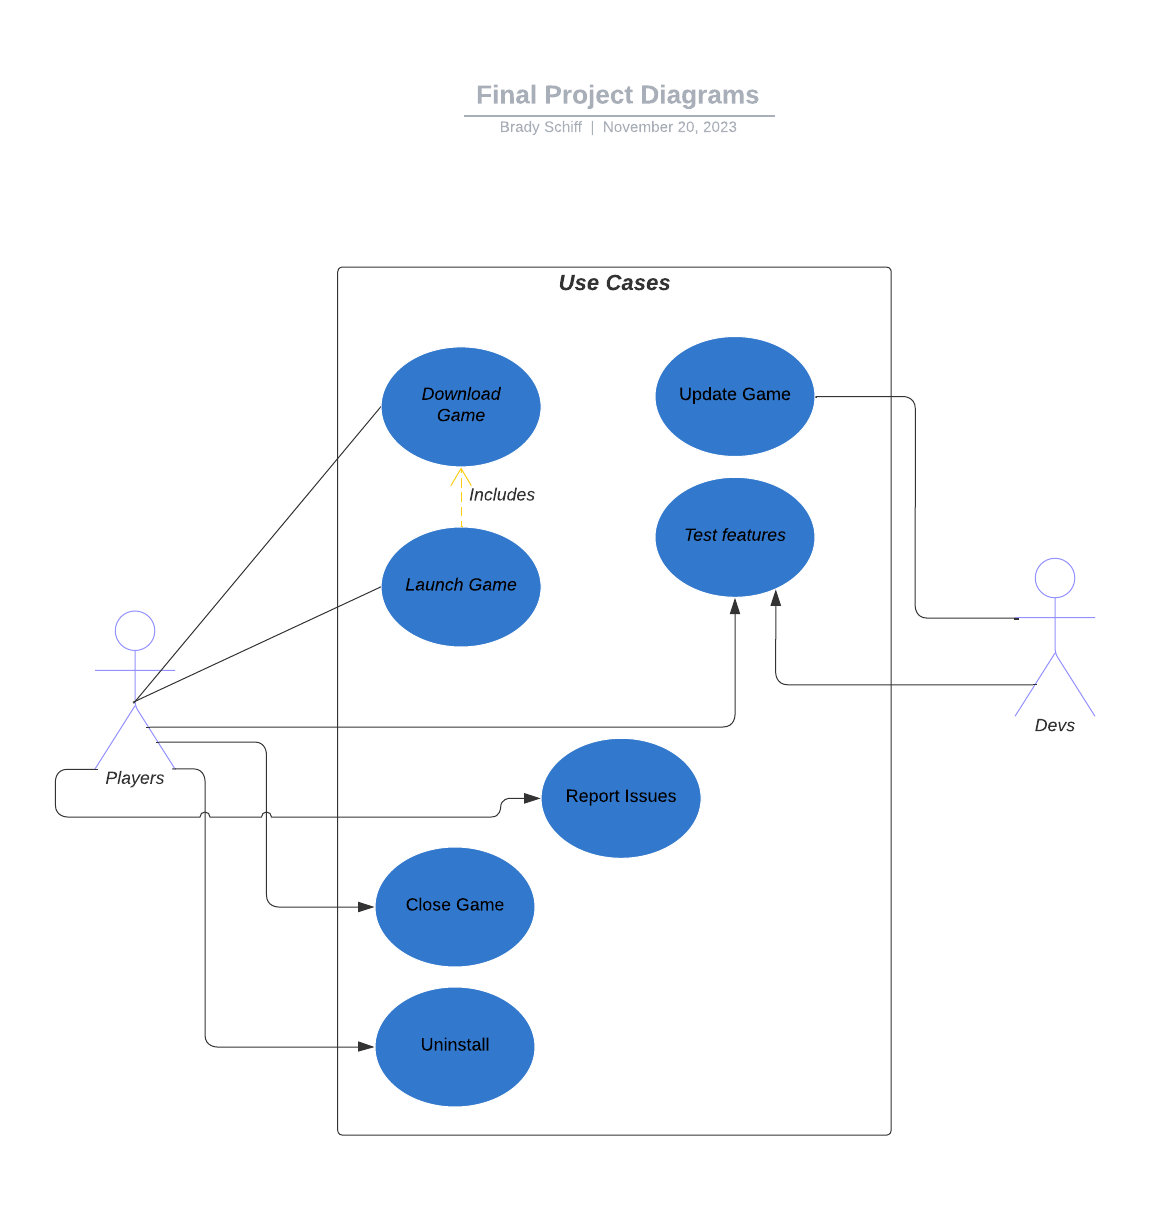 Final Project Diagrams
Brady Schiff | November 20, 2023
Use Cases
Download
Game
Update Game
Includes
Test features
Launch Game
Devs
Players
Report Issues
Close Game
Uninstall